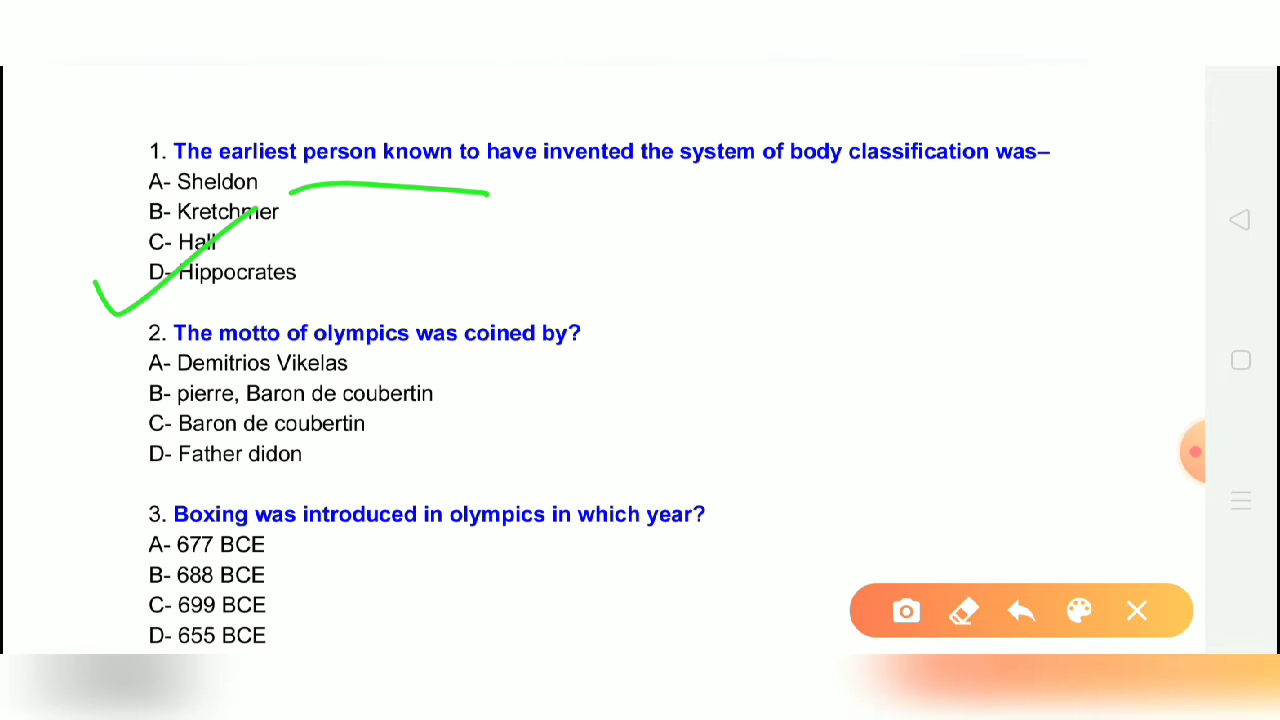 1. The earliest person known to have invented the system of body classification was–
A- Sheldon
B- Kretchmer
C- Hall
D- Hippocrates
2. The motto of olympics was coined by?
A- Demitrios Vikelas
B- pierre, Baron de coubertin
C- Baron de coubertin
D- Father didon
3. Boxing was introduced in olympics in which year?
A- 677 BCE
B- 688 BCE
C- 699 BCE
D- 655 BCE